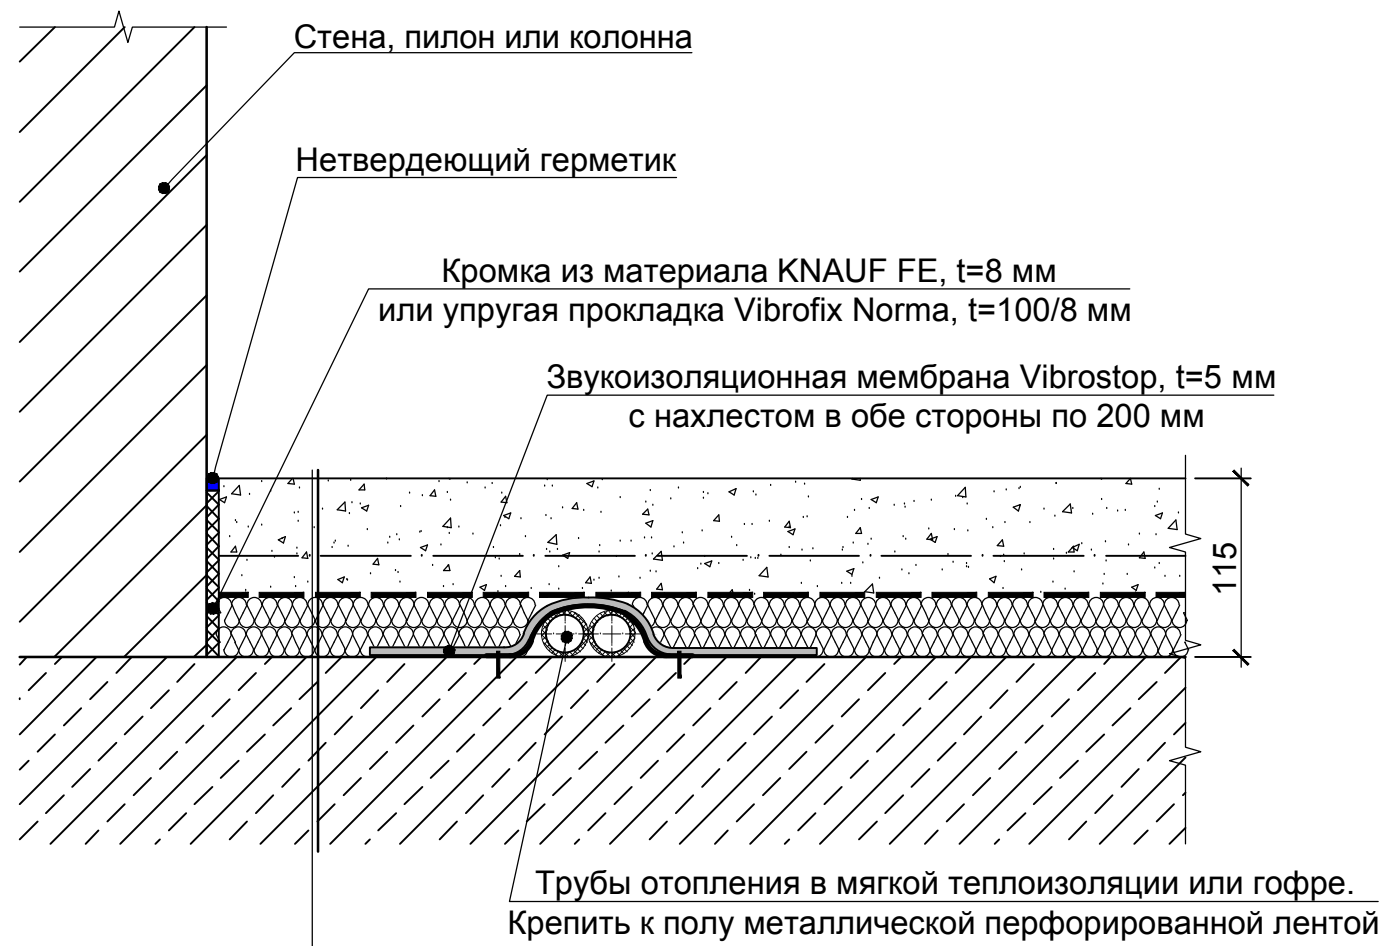 Стена, пилон или колонна
Нетвердеющий герметик
Кромка из материала KNAUF FE, t=8 мм
или упругая прокладка Vibrofix Norma, t=100/8 мм
Звукоизоляционная мембрана Vibrostop, t=5 мм
с нахлестом в обе стороны по 200 мм
115
Трубы отопления в мягкой теплоизоляции или гофре.
Крепить к полу металлической перфорированной лентой